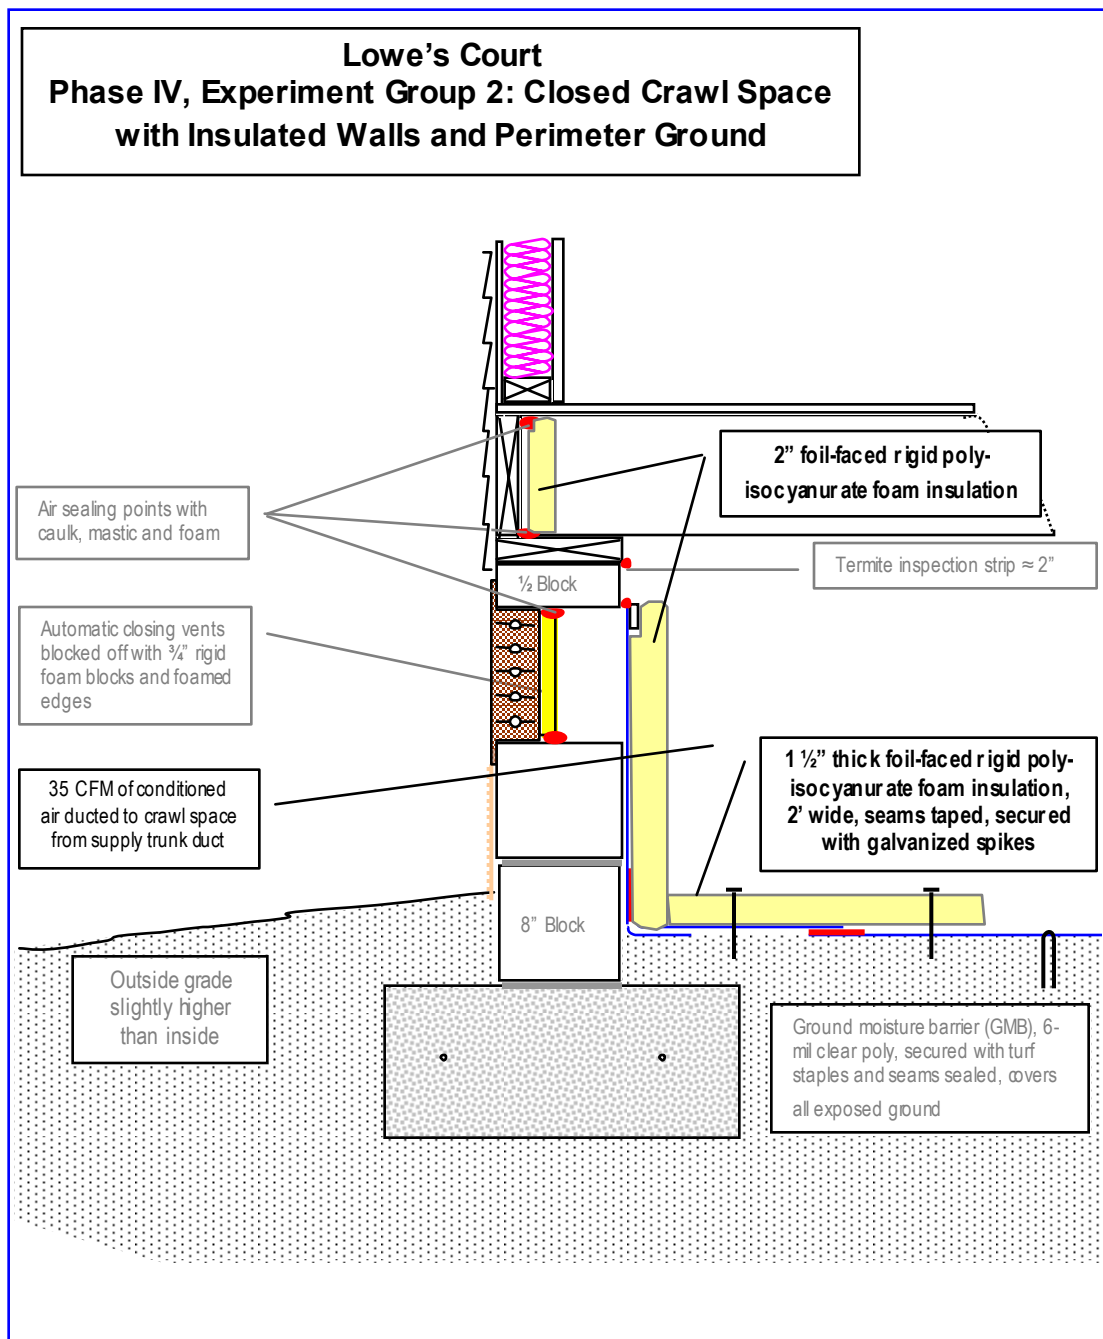 Lowe's Court
Phase IV, Experiment Group 2: Closed Crawl Space
with Insulated Walls and Perimeter Ground
2” foil-faced rigid poly-
isocyanurate foam insulation
Air sealing points with
caulk, mastic and foam
Termite inspection strip ≈ 2”
½ Block
Automatic closing vents
blocked off with ¾” rigid
foam blocks and foamed
edges
35 CFM of conditioned
air ducted to crawl space
from supply trunk duct
1 ½” thick foil-faced rigid poly-
isocyanurate foam insulation,
2’ wide, seams taped, secured
with galvanized spikes
8” Block
Outside grade
slightly higher
than inside
Ground moisture barrier (GMB), 6-
mil clear poly, secured with turf
staples and seams sealed, covers
all exposed ground